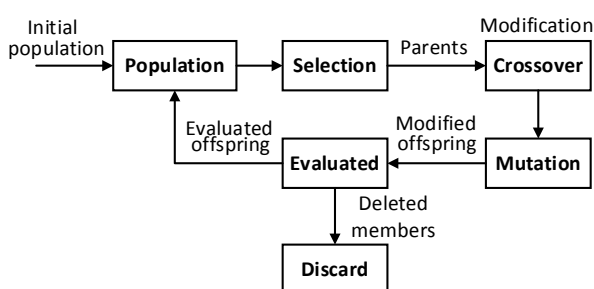 Initial
population
Population
Selection
Parents
Modification
Crossover
Evaluated
offspring
Evaluated
Modified
offspring
Mutation
Deleted
members
Discard